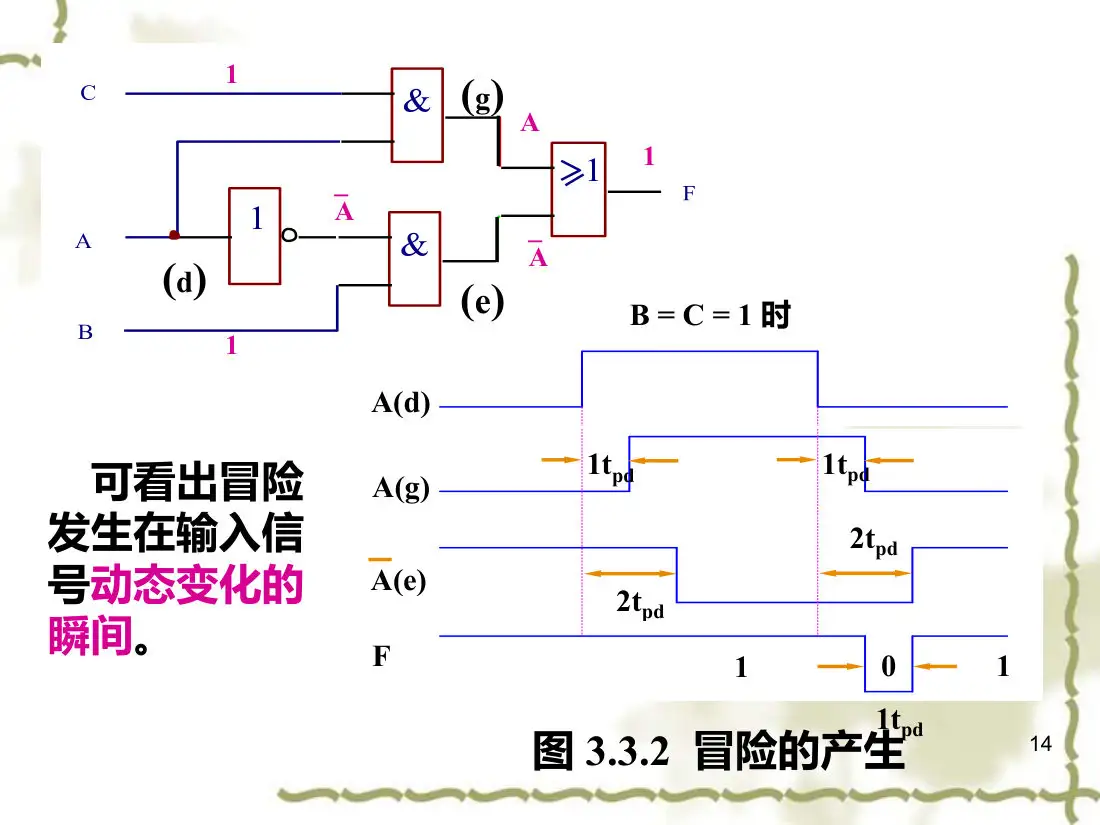 C
1
&
(g)
A
1
⩾1
F
A
1
A̅
&
(d)
A̅
(e)
B
1
B = C = 1 时
A(d)
可看出冒险
发生在输入信
号动态变化的
瞬间。
1tpd
1tpd
A(g)
2tpd
A̅(e)
2tpd
F
1
0
1
1tpd
图 3.3.2 冒险的产生
14